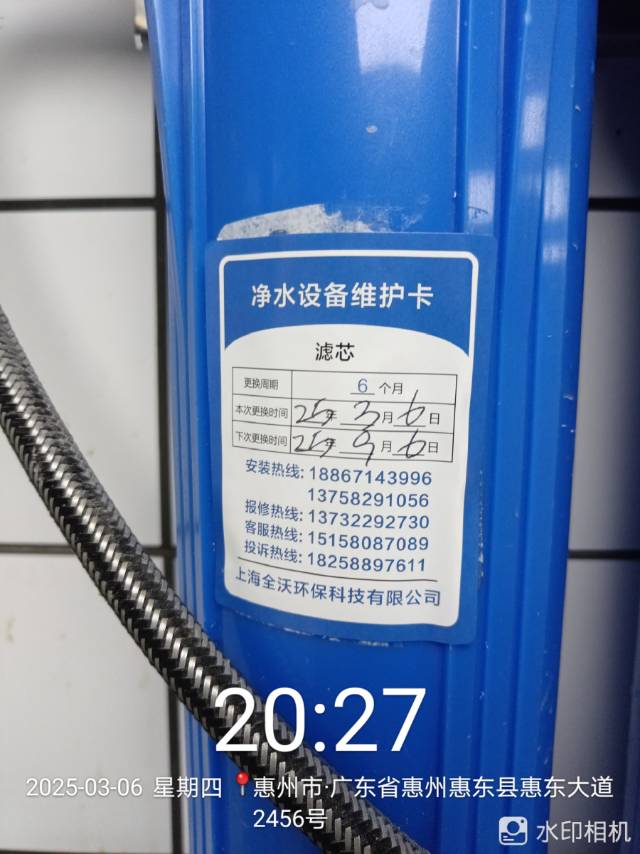 净水设备维护卡
滤芯
更换周期 6 个月
本次更换时间 25年 3月 6日
下次更换时间 25年 9月 6日
安装热线: 18867143996
13758291056
报修热线: 13732292730
客服热线: 15158087089
投诉热线: 18258897611
上海全沃环保科技有限公司
20:27
2025-03-06 星期四 惠州市·广东省惠州惠东县惠东大道
2456号
水印相机